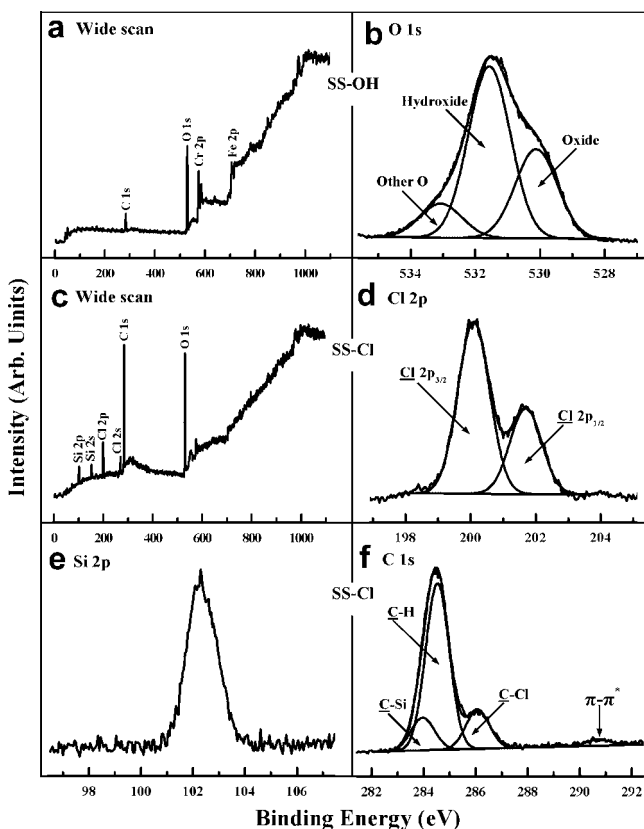 a Wide scan
SS-OH
C 1s
O 1s
Cr 2p
Fe 2p
0 200 400 600 800 1000
b O 1s
Hydroxide
Oxide
Other O
534 532 530 528
c Wide scan
SS-Cl
Si 2p
Si 2s
Cl 2p
Cl 2s
C 1s
O 1s
0 200 400 600 800 1000
d Cl 2p
Cl 2p3/2
Cl 2p1/2
198 200 202 204
e Si 2p
SS-Cl
98 100 102 104 106
f C 1s
C-H
C-Si
C-Cl
π-π*
282 284 286 288 290 292
Intensity (Arb. Uinits)
Binding Energy (eV)